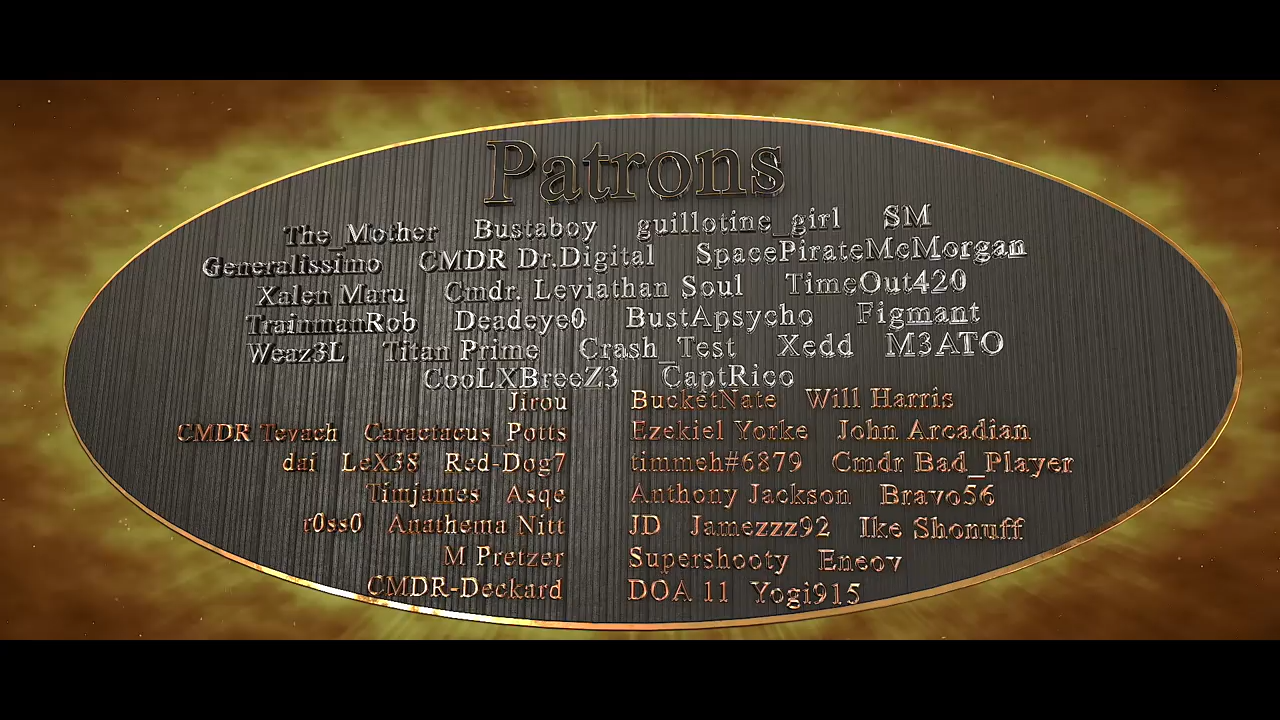 Patrons
The_Mother Bustaboy guillotine_girl SM
Generalissimo CMDR Dr.Digital SpacePirateMcMorgan
Xalen Maru Cmdr. Leviathan Soul TimeOut420
TrainmanRob Deadeye0 BustApsycho Figmant
Weaz3L Titan Prime Crash_Test Xedd M3ATO
CooLXBreeZ3 CaptRico
Jirou BucketNate Will Harris
CMDR Tevach Caractacus_Potts Ezekiel Yorke John Arcadian
dai LeX38 Red-Dog7 timmeh#6879 Cmdr Bad_Player
Timjames Asqe Anthony Jackson Bravo56
r0ss0 Anathema Nitt JD Jamezzz92 Ike Shonuff
M Pretzer Supershooty Eneov
CMDR-Deckard DOA 11 Yogi915